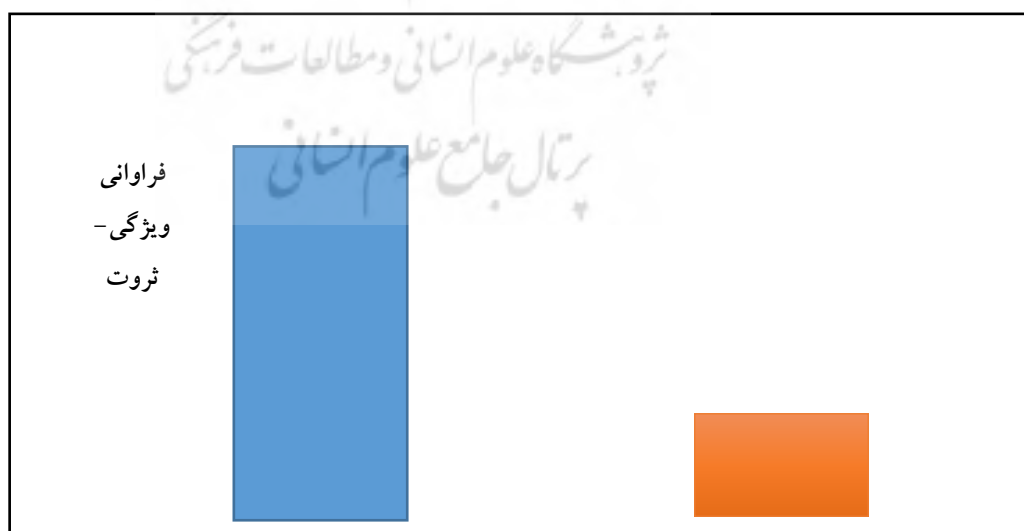 پژوهشگاه علوم انسانی و مطالعات فرهنگی
پرتال جامع علوم انسانی
فراوانی
ویژگی-
ثروت